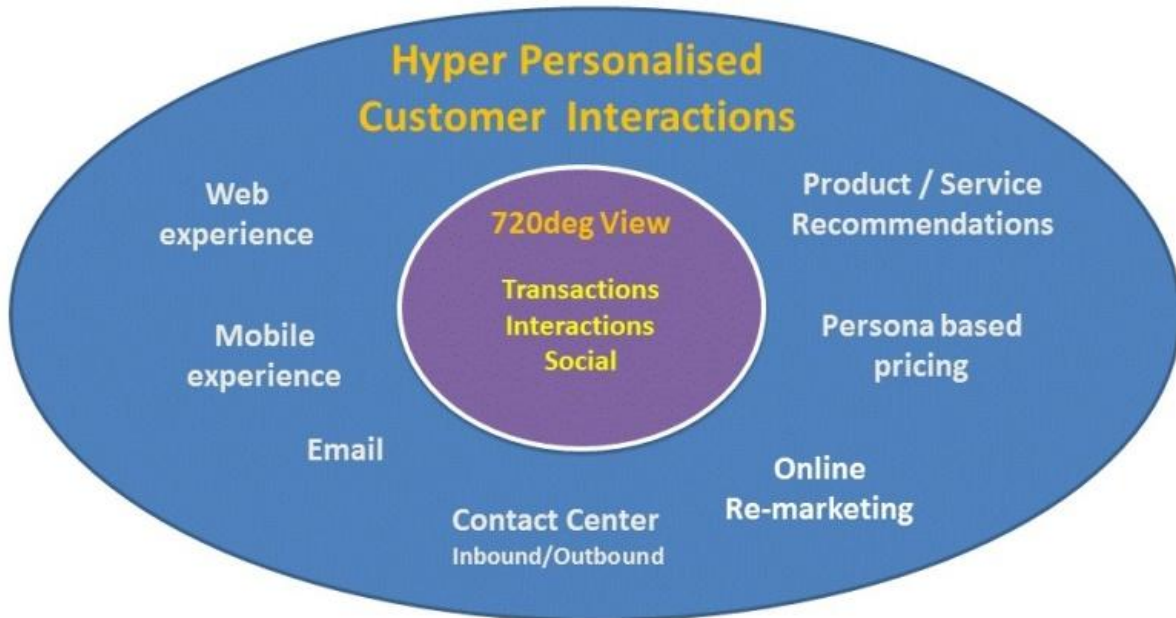 Hyper Personalised
Customer Interactions
Web
experience
Mobile
experience
Email
Contact Center
Inbound/Outbound
Online
Re-marketing
Persona based
pricing
Product / Service
Recommendations
720deg View
Transactions
Interactions
Social